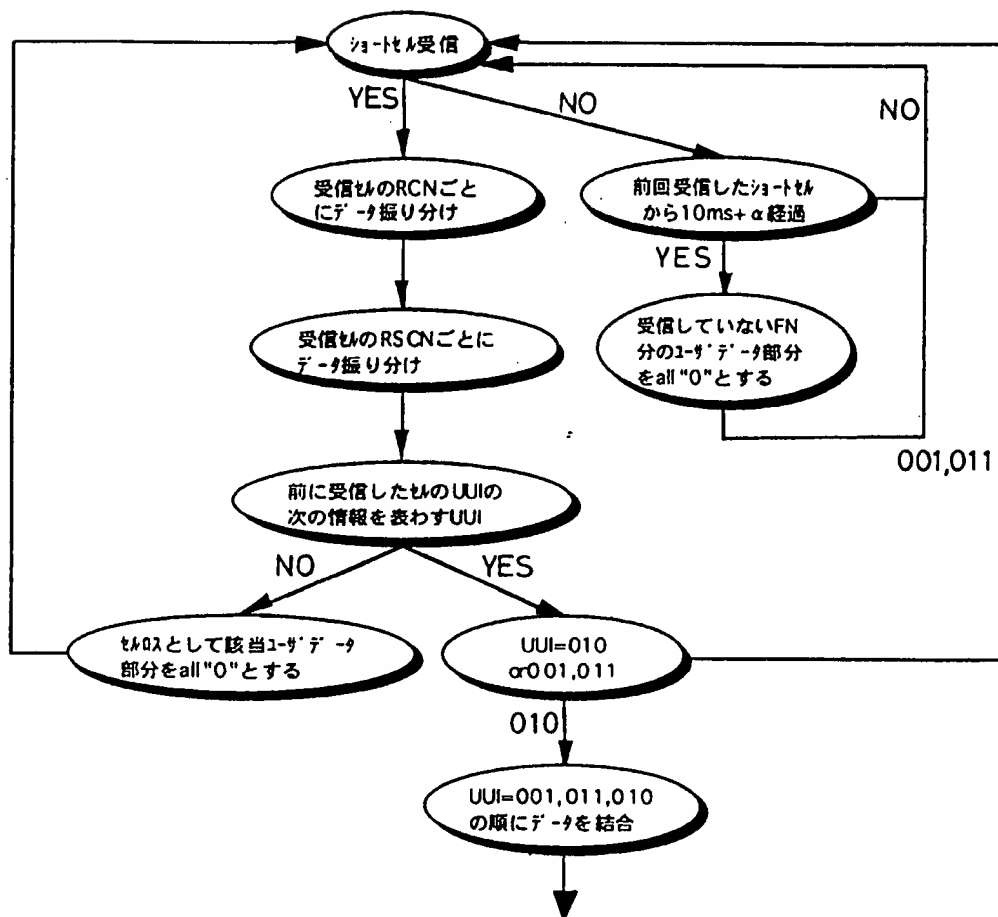 ｼｮｰﾄｾﾙ受信
YES
NO
NO
受信ｾﾙのRCNごと
にﾃﾞｰﾀ振り分け
前回受信したｼｮｰﾄｾﾙ
から10ms+α経過
YES
受信ｾﾙのRSCNごとに
ﾃﾞｰﾀ振り分け
受信していないFN
分のﾕｰｻﾞﾃﾞｰﾀ部分
をall "0"とする
001,011
前に受信したｾﾙのUUIの
次の情報を表わすUUI
NO
YES
ｾﾙﾛｽとして該当ﾕｰｻﾞﾃﾞｰﾀ
部分をall "0"とする
UUI=010
or001,011
010
UUI=001,011,010
の順にﾃﾞｰﾀを結合